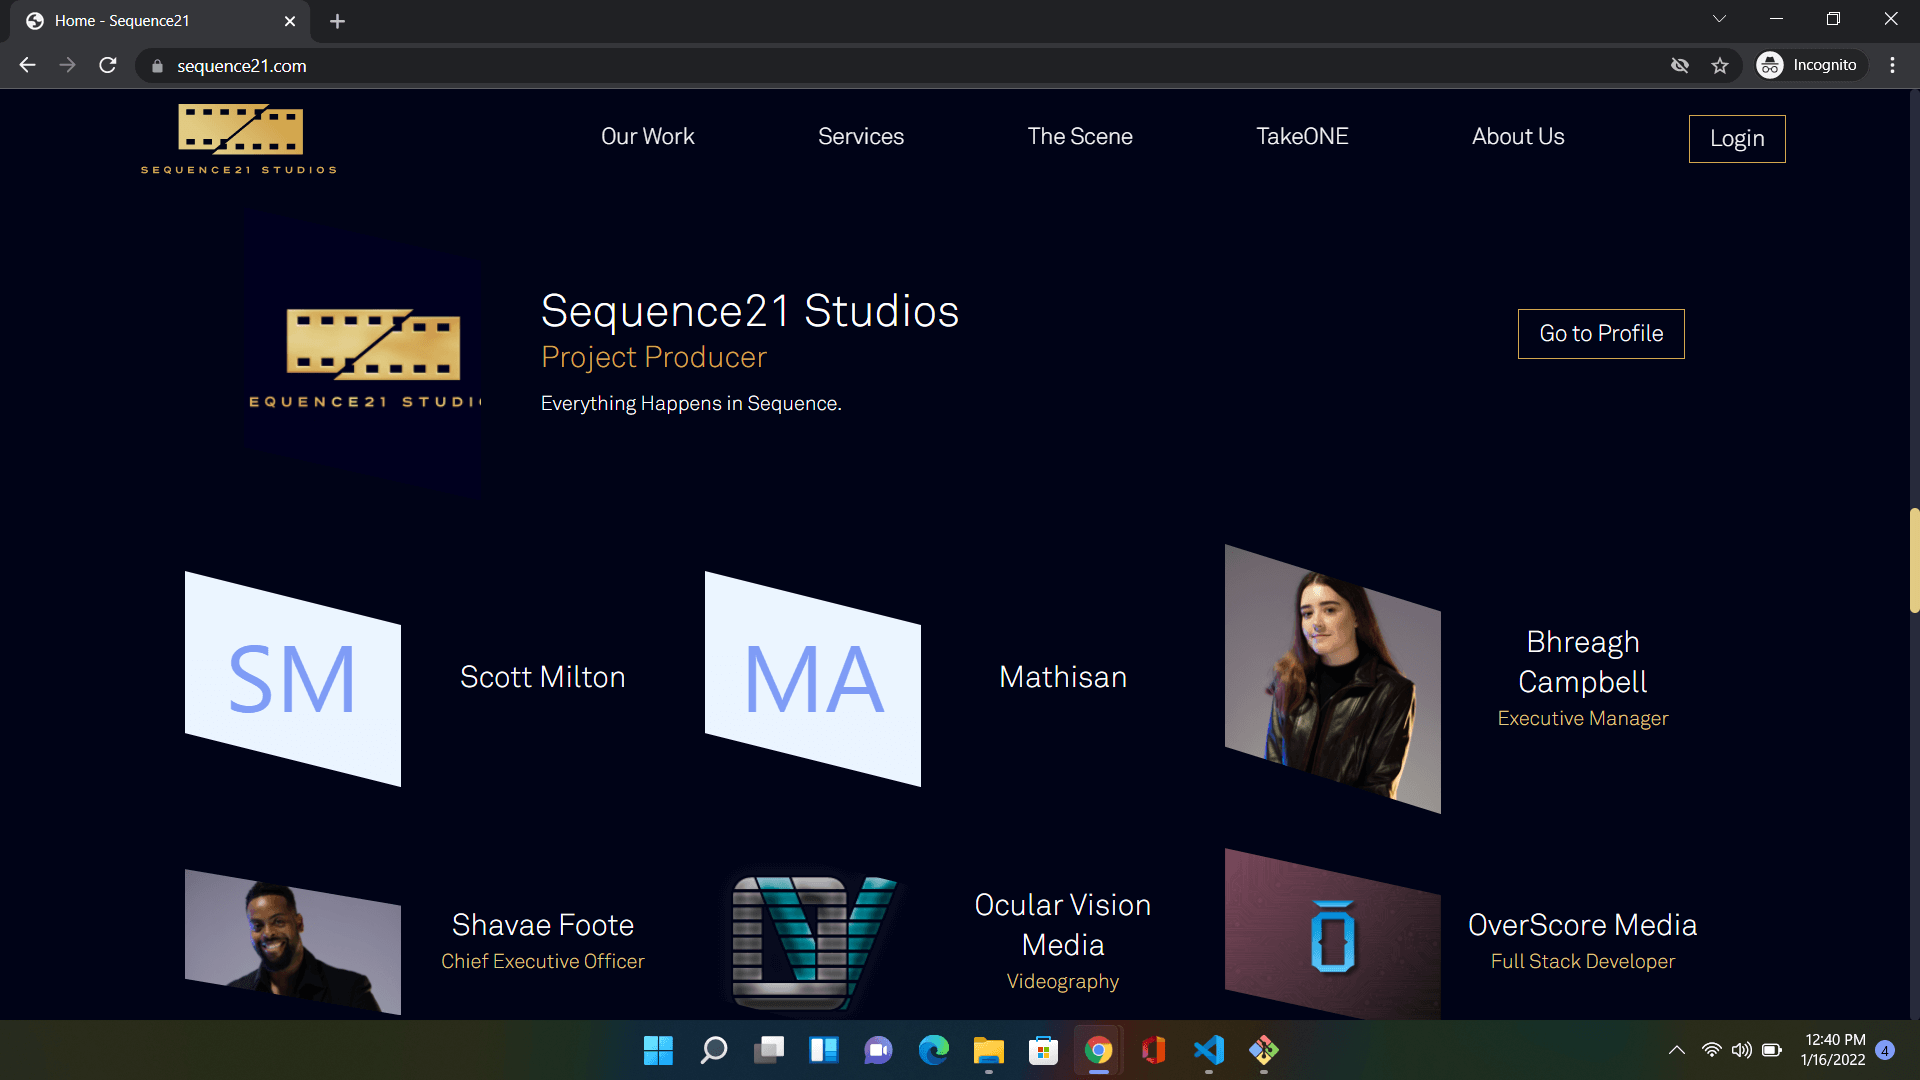 Home - Sequence21
sequence21.com
Incognito
SEQUENCE21 STUDIOS
Our Work
Services
The Scene
TakeONE
About Us
Login
EQUENCE21 STUDI
Sequence21 Studios
Project Producer
Everything Happens in Sequence.
Go to Profile
SM
Scott Milton
MA
Mathisan
Bhreagh
Campbell
Executive Manager
Shavae Foote
Chief Executive Officer
OV
Ocular Vision
Media
Videography
Ō
OverScore Media
Full Stack Developer
12:40 PM
1/16/2022
4